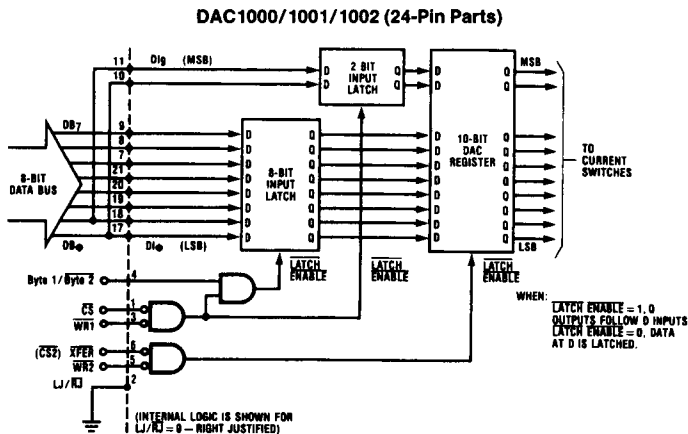 DAC1000/1001/1002 (24-Pin Parts)
11 DI9 (MSB)
10
2 BIT
INPUT
LATCH
D Q
D Q
D Q
D Q
MSB
DB7 9
8
7
21
20
19
18
17
8-BIT
DATA BUS
DB0 DI0 (LSB)
D Q
D Q
D Q
D Q
D Q
D Q
D Q
D Q
8-BIT
INPUT
LATCH
D Q
D Q
D Q
D Q
D Q
D Q
D Q
D Q
10-BIT
DAC
REGISTER
LSB
TO
CURRENT
SWITCHES
LATCH
ENABLE
LATCH
ENABLE
LATCH
ENABLE
Byte 1/Byte 2 4
CS 1
WR1 3
(CS2) XFER 6
WR2 5
LJ/RJ 2
WHEN:
LATCH ENABLE = 1, Q
OUTPUTS FOLLOW D INPUTS
LATCH ENABLE = 0, DATA
AT D IS LATCHED.
(INTERNAL LOGIC IS SHOWN FOR
LJ/RJ = 0 — RIGHT JUSTIFIED)